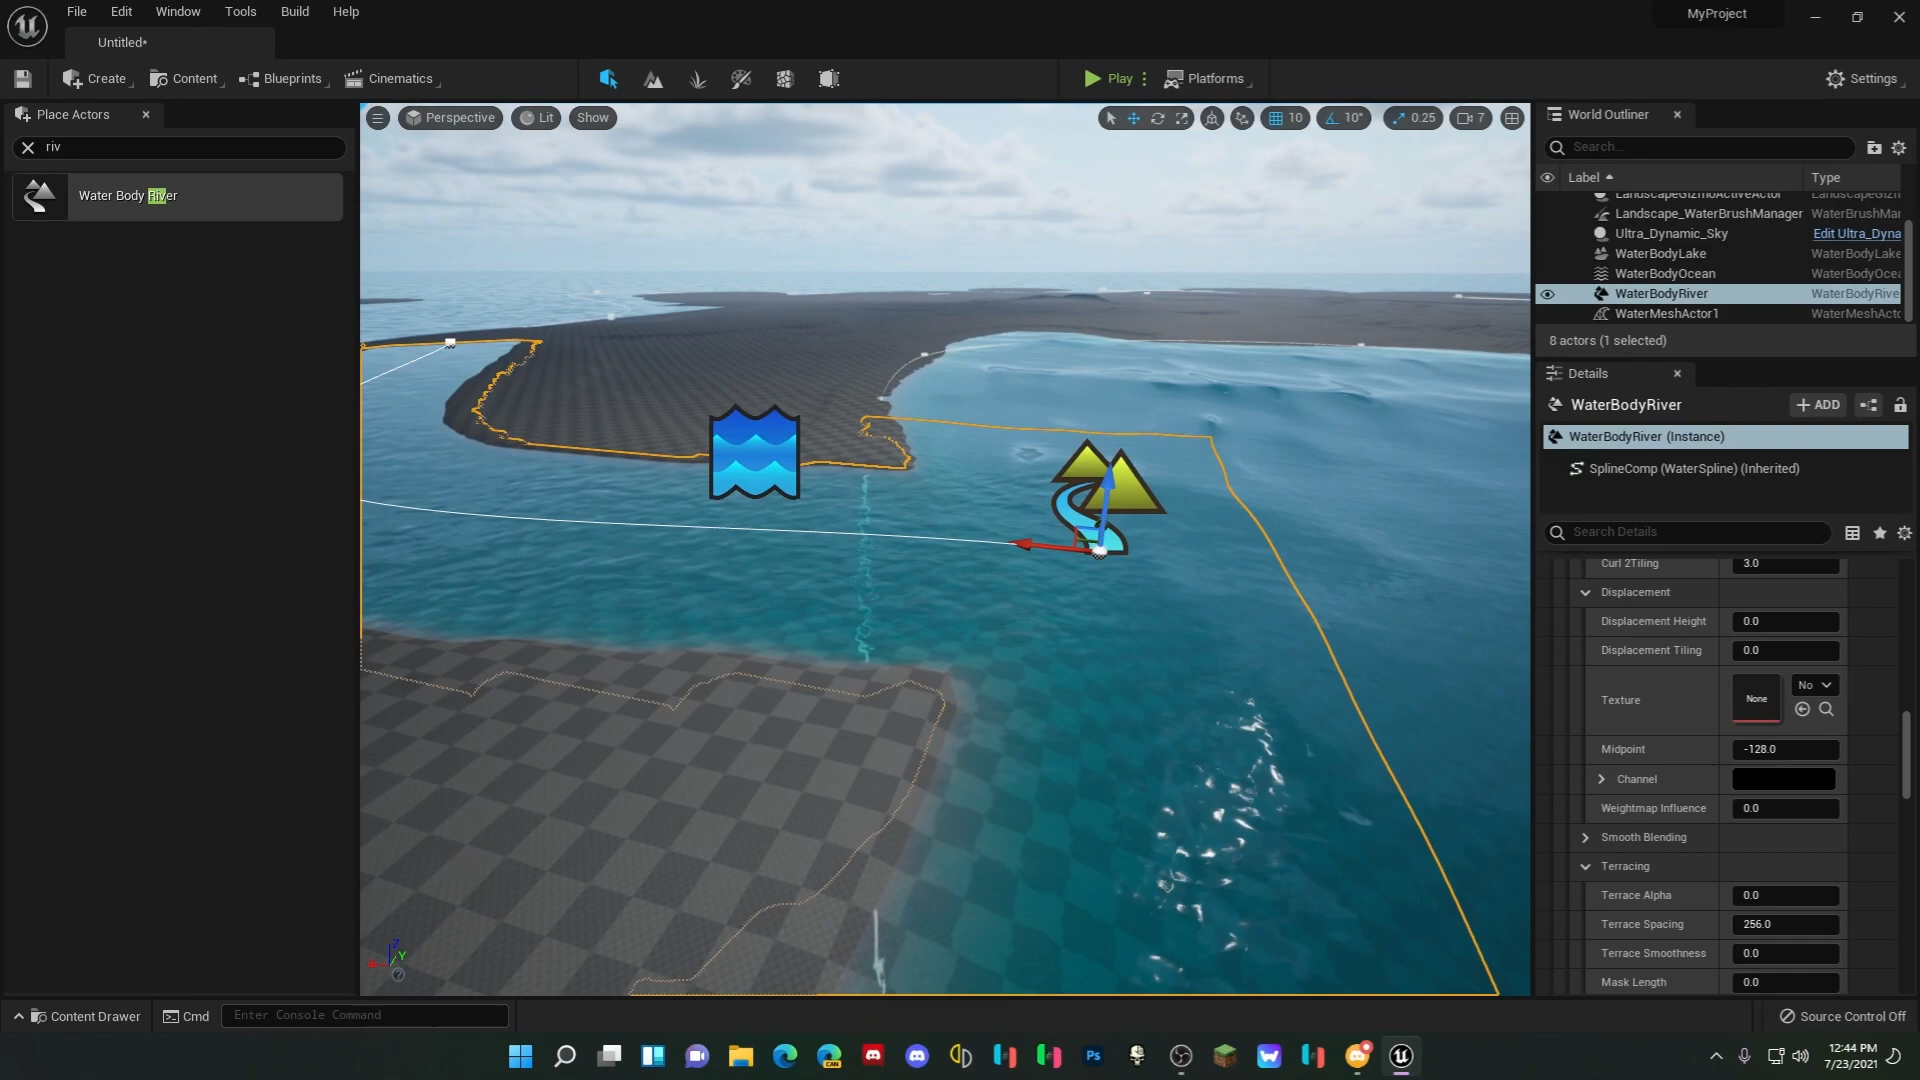 File Edit Window Tools Build Help
MyProject
Untitled*
Create Content Blueprints Cinematics Play Platforms Settings
Place Actors
riv
Water Body River
Perspective Lit Show
10 10° 0.25 7
World Outliner
Search...
Label Type
LandscapeGizmoActiveActor LandscapeGizm
Landscape_WaterBrushManager WaterBrushMan
Ultra_Dynamic_Sky Edit Ultra_Dyna
WaterBodyLake WaterBodyLake
WaterBodyOcean WaterBodyOcea
WaterBodyRiver WaterBodyRive
WaterMeshActor1 WaterMeshActo
8 actors (1 selected)
Details
WaterBodyRiver ADD
WaterBodyRiver (Instance)
SplineComp (WaterSpline) (Inherited)
Search Details
Curl 2Tiling 3.0
Displacement
Displacement Height 0.0
Displacement Tiling 0.0
Texture None No
Midpoint -128.0
Channel
Weightmap Influence 0.0
Smooth Blending
Terracing
Terrace Alpha 0.0
Terrace Spacing 256.0
Terrace Smoothness 0.0
Mask Length 0.0
Z
Y
Content Drawer Cmd Enter Console Command Source Control Off
CAN
Ps
12:44 PM
7/23/2021